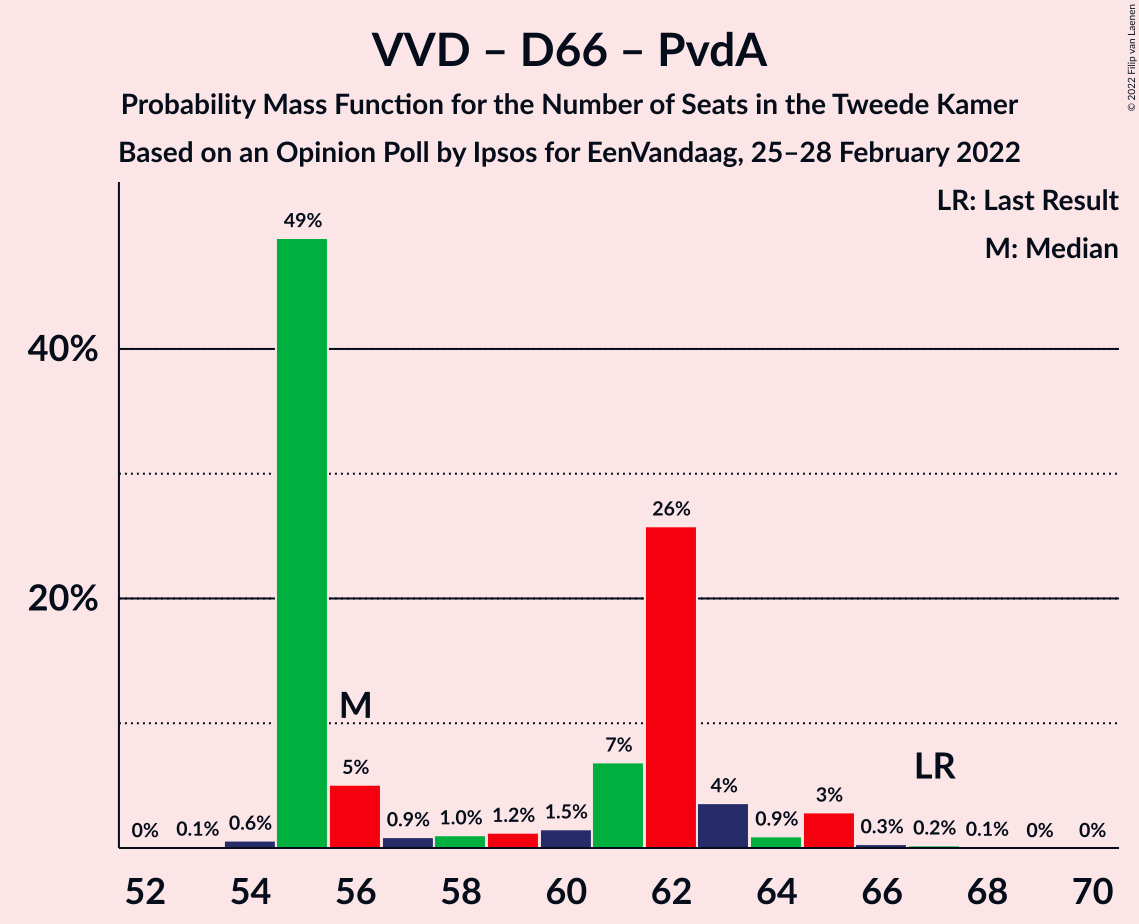 VVD – D66 – PvdA
Probability Mass Function for the Number of Seats in the Tweede Kamer
Based on an Opinion Poll by Ipsos for EenVandaag, 25–28 February 2022
© 2022 Filip van Laenen
LR: Last Result
M: Median
49%
40%
26%
20%
M
7%
LR
5%
4%
3%
0% 0.1% 0.6% 0.9% 1.0% 1.2% 1.5% 0.9% 0.3% 0.2% 0.1% 0% 0%
52 54 56 58 60 62 64 66 68 70